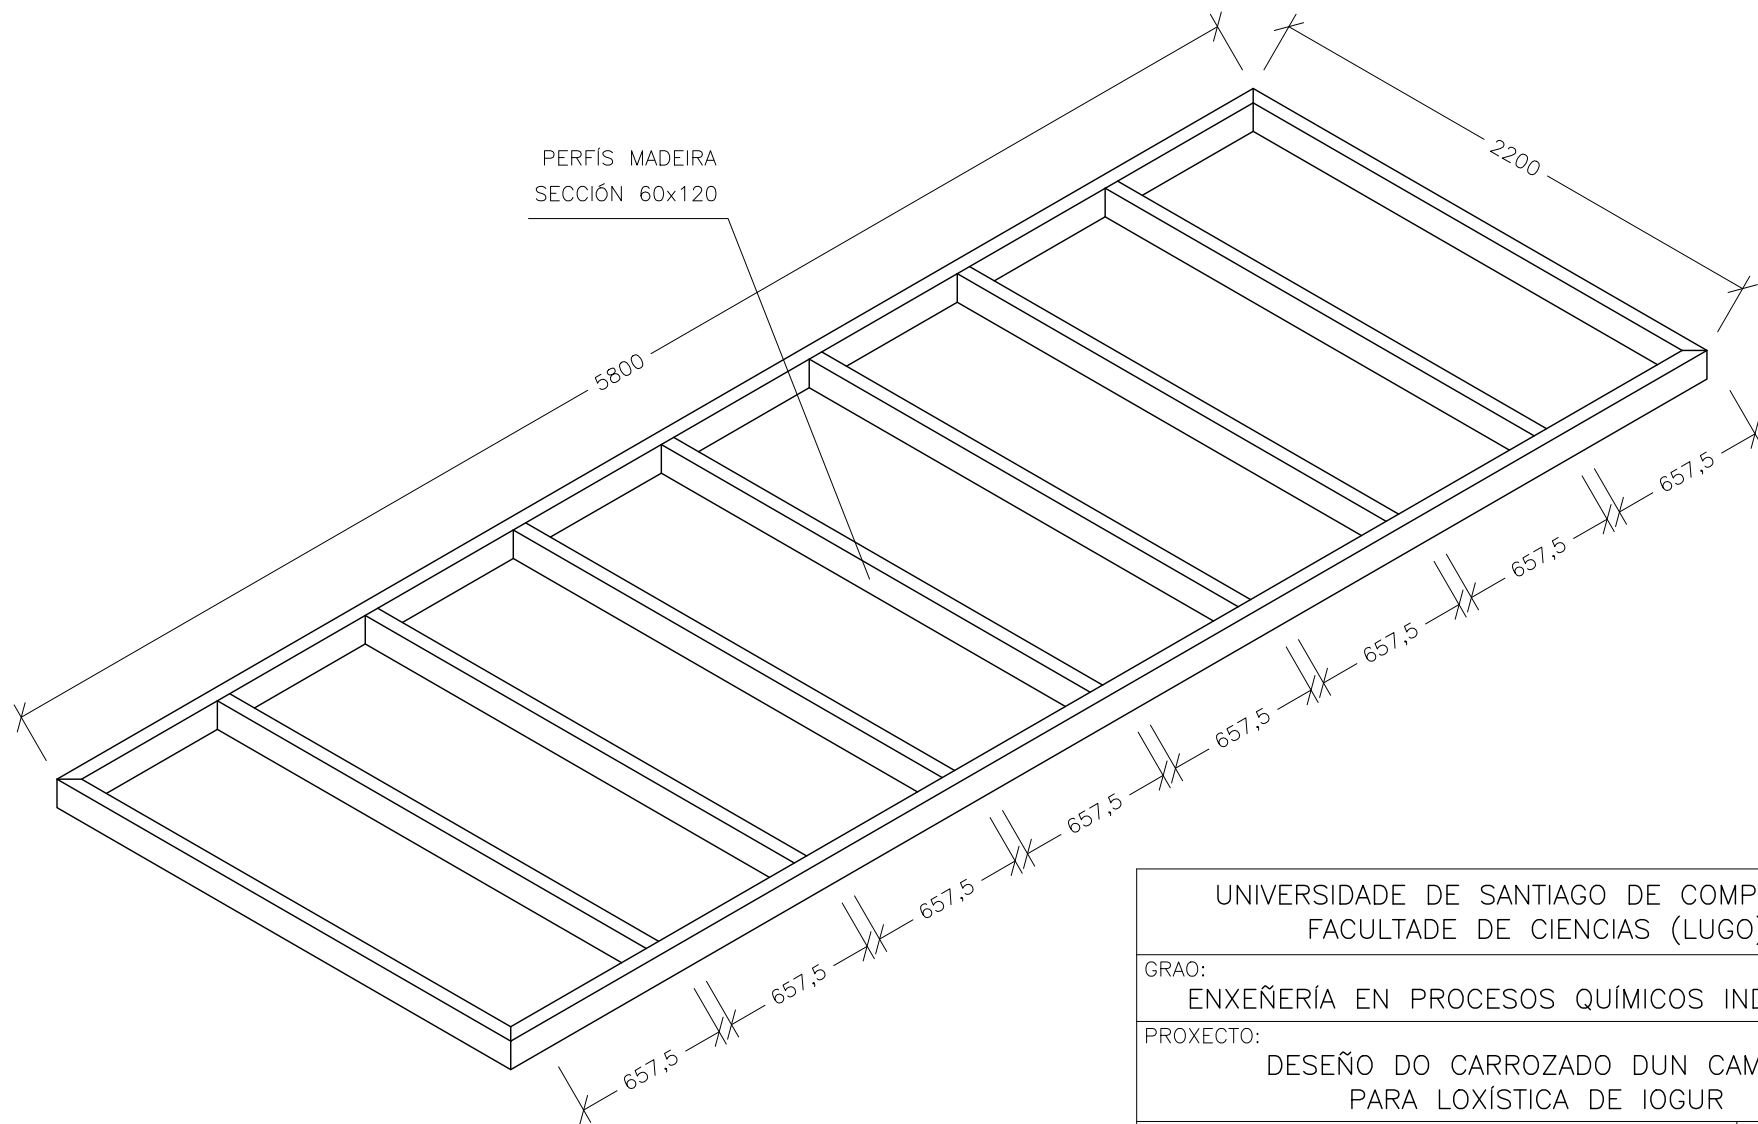 PERFÍS MADEIRA
SECCIÓN 60x120
2200
5800
657,5
657,5
657,5
657,5
657,5
657,5
657,5
657,5
UNIVERSIDADE DE SANTIAGO DE COMP
FACULTADE DE CIENCIAS (LUGO)
GRAO:
ENXEÑERÍA EN PROCESOS QUÍMICOS IND
PROXECTO:
DESEÑO DO CARROZADO DUN CAM
PARA LOXÍSTICA DE IOGUR